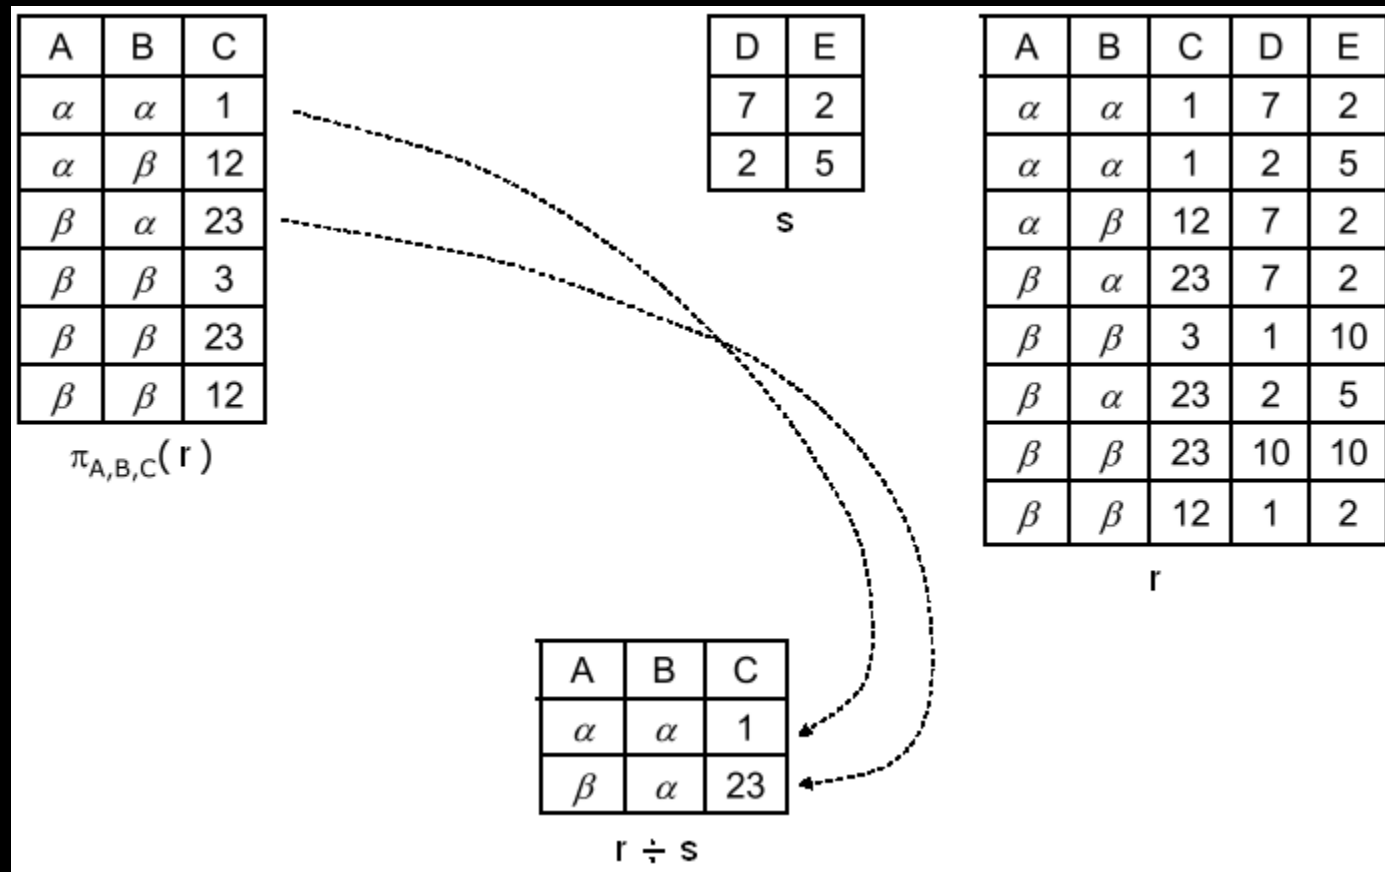 A B C
α α 1
α β 12
β α 23
β β 3
β β 23
β β 12
π A,B,C ( r )
D E
7 2
2 5
s
A B C D E
α α 1 7 2
α α 1 2 5
α β 12 7 2
β α 23 7 2
β β 3 1 10
β α 23 2 5
β β 23 10 10
β β 12 1 2
r
A B C
α α 1
β α 23
r ÷ s